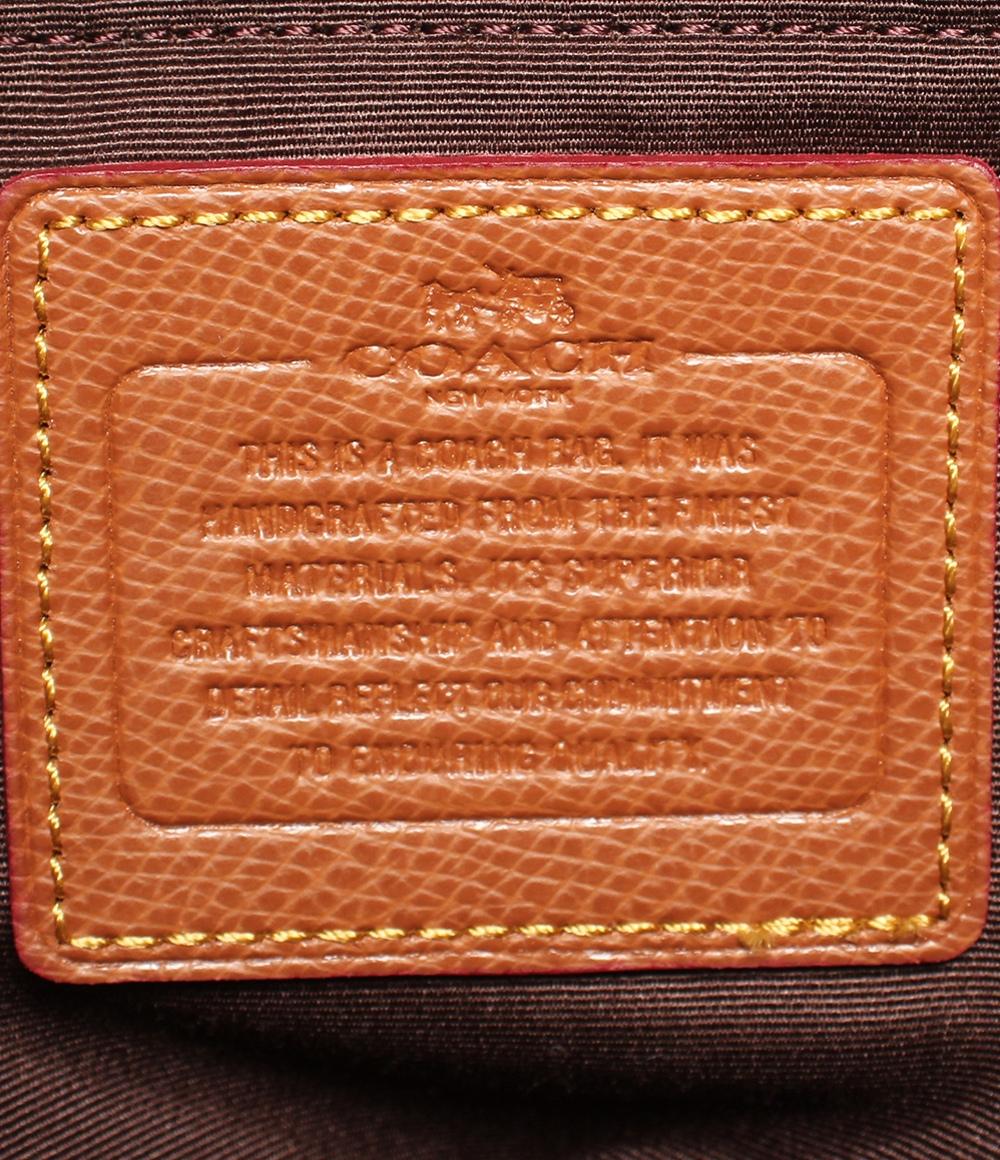 COACH
NEW YORK
THIS IS A COACH BAG. IT WAS
HANDCRAFTED FROM THE FINEST
MATERIALS. ITS SUPERIOR
CRAFTSMANSHIP AND ATTENTION TO
DETAIL REFLECT OUR COMMITMENT
TO ENDURING QUALITY.